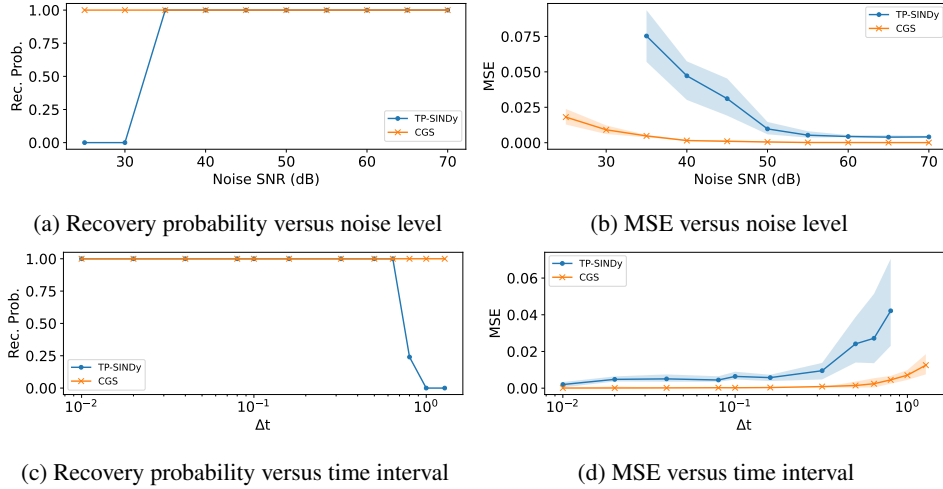 1.00
0.75
0.50
0.25
0.00
Rec. Prob.
TP-SINDy
CGS
30 40 50 60 70
Noise SNR (dB)
(a) Recovery probability versus noise level
0.075
0.050
0.025
0.000
MSE
TP-SINDy
CGS
30 40 50 60 70
Noise SNR (dB)
(b) MSE versus noise level
1.00
0.75
0.50
0.25
0.00
Rec. Prob.
TP-SINDy
CGS
10⁻² 10⁻¹ 10⁰
Δt
(c) Recovery probability versus time interval
0.06
0.04
0.02
0.00
MSE
TP-SINDy
CGS
10⁻² 10⁻¹ 10⁰
Δt
(d) MSE versus time interval